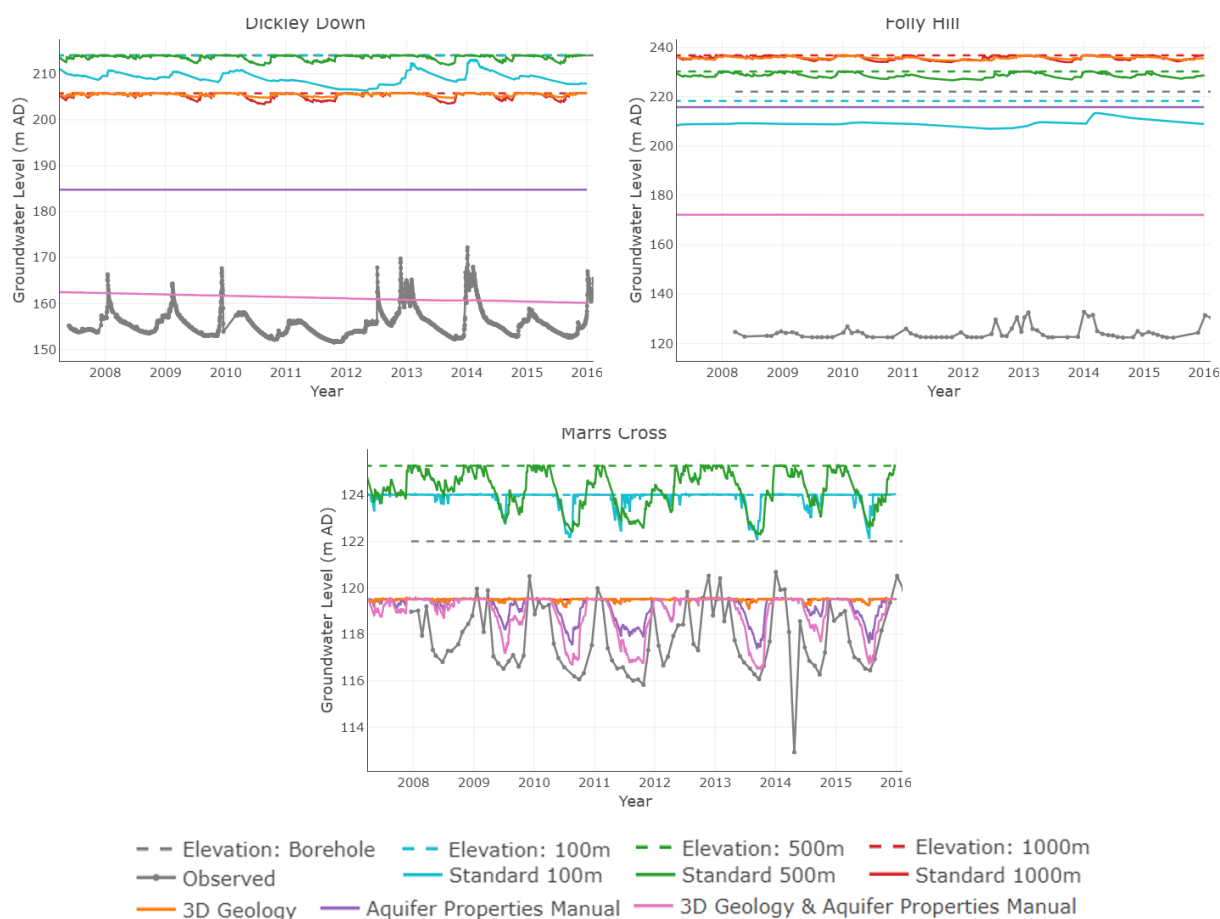 Dickley Down
Groundwater Level (m AD)
210
200
190
180
170
160
150
2008 2009 2010 2011 2012 2013 2014 2015 2016
Year
Folly Hill
Groundwater Level (m AD)
240
220
200
180
160
140
120
2008 2009 2010 2011 2012 2013 2014 2015 2016
Year
Marrs Cross
Groundwater Level (m AD)
124
122
120
118
116
114
2008 2009 2010 2011 2012 2013 2014 2015 2016
Year
Elevation: Borehole Elevation: 100m Elevation: 500m Elevation: 1000m
Observed Standard 100m Standard 500m Standard 1000m
3D Geology Aquifer Properties Manual 3D Geology & Aquifer Properties Manual